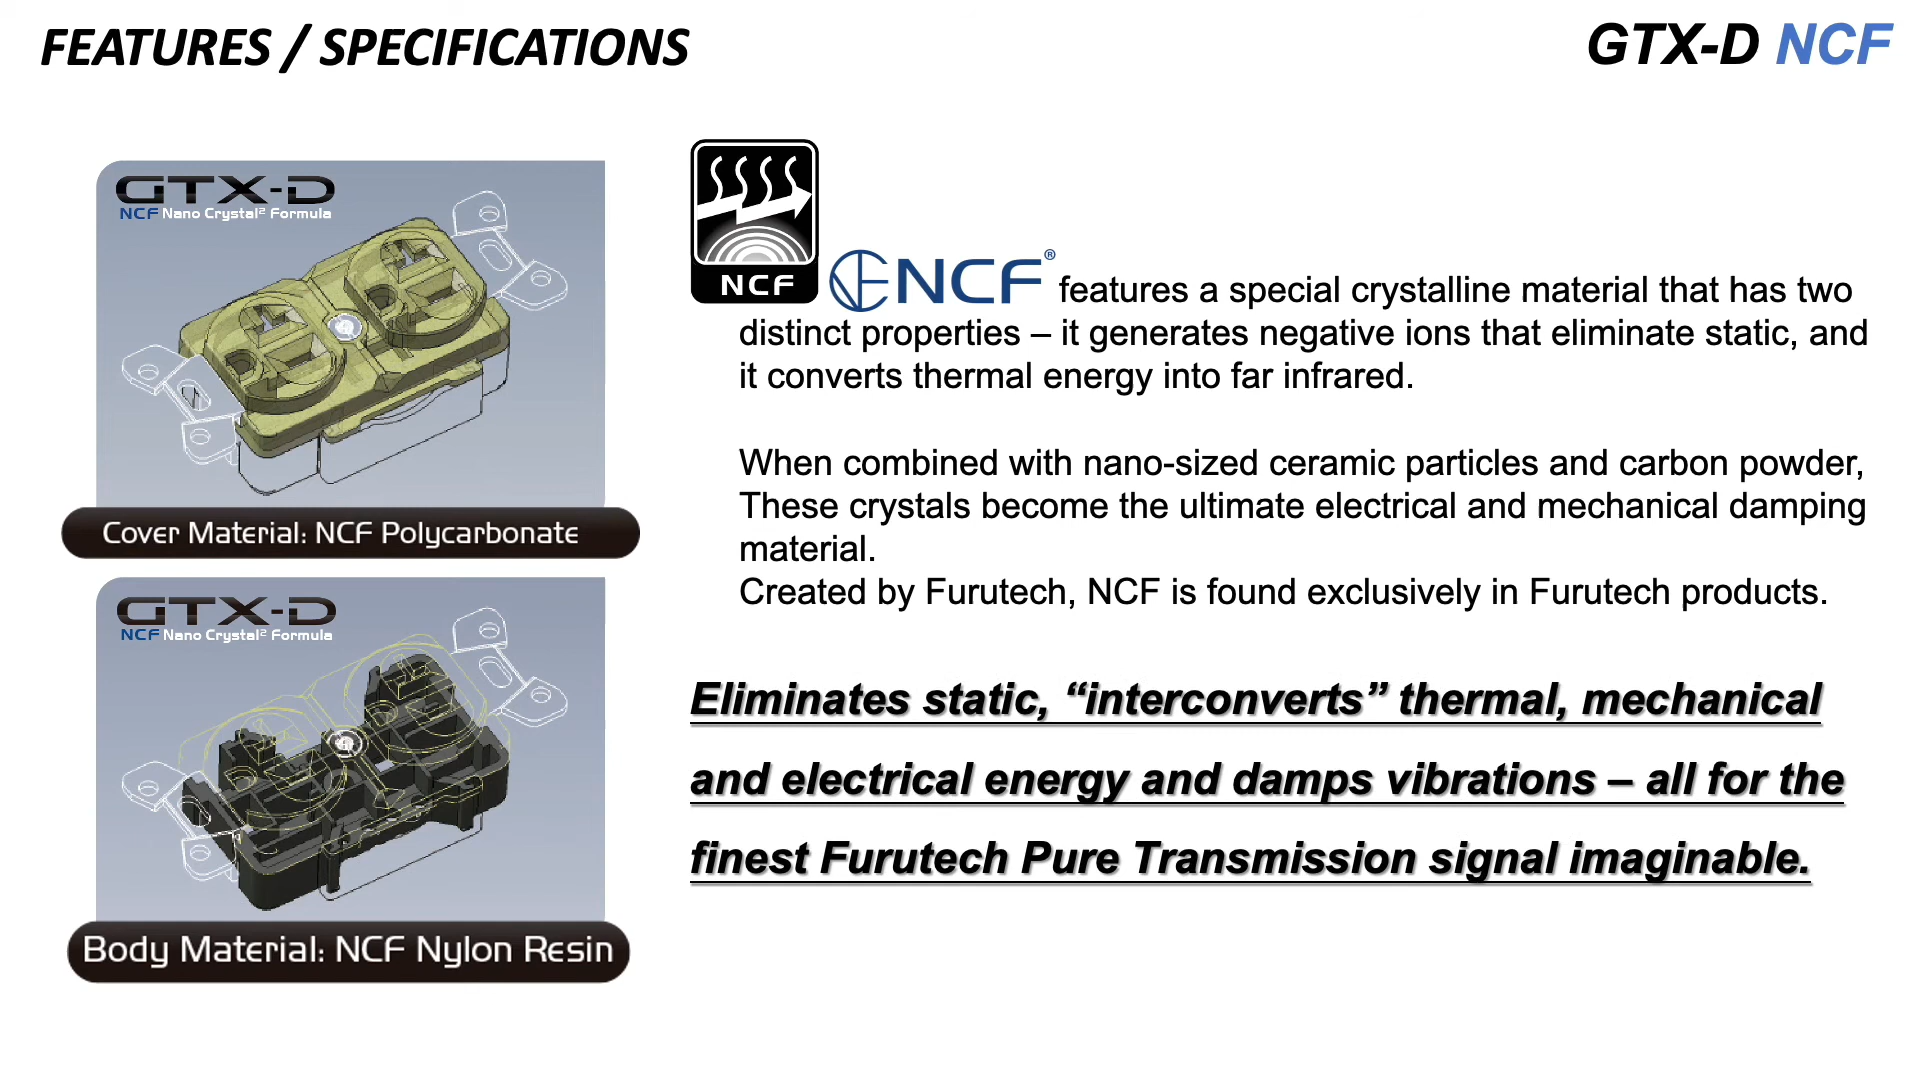 FEATURES / SPECIFICATIONS
GTX-D NCF
GTX-D
NCF Nano Crystal² Formula
Cover Material: NCF Polycarbonate
GTX-D
NCF Nano Crystal² Formula
Body Material: NCF Nylon Resin
NCF
NCF® features a special crystalline material that has two
distinct properties – it generates negative ions that eliminate static, and
it converts thermal energy into far infrared.
When combined with nano-sized ceramic particles and carbon powder,
These crystals become the ultimate electrical and mechanical damping
material.
Created by Furutech, NCF is found exclusively in Furutech products.
Eliminates static, “interconverts” thermal, mechanical
and electrical energy and damps vibrations – all for the
finest Furutech Pure Transmission signal imaginable.